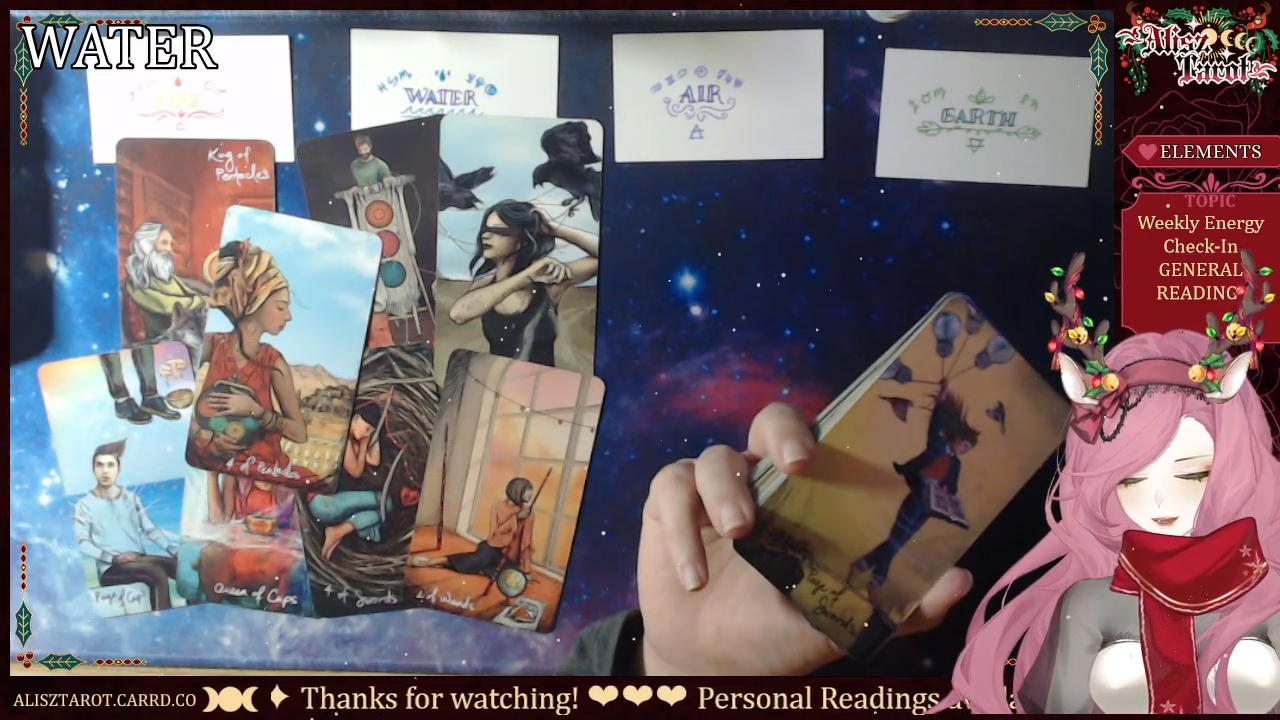 WATER
WATER
AIR
EARTH
Alisz
Tarot
ELEMENTS
TOPIC
Weekly Energy
Check-In
GENERAL
READING
King of
Pentacles
4 of Pentacles
Page of Cups
Queen of Cups
4 of Swords
2 of Wands
Page of
Swords
ALISZTAROT.CARRD.CO
Thanks for watching! ❤❤❤ Personal Readings